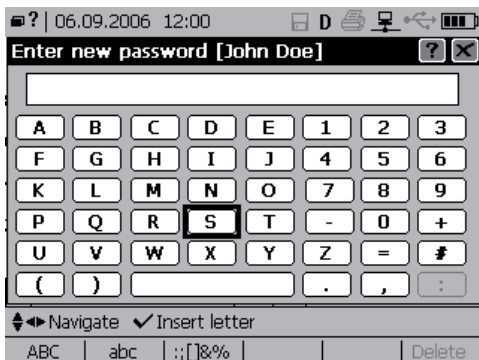 ? 06.09.2006 12:00 D
Enter new password [John Doe] ?
A B C D E 1 2 3
F G H I J 4 5 6
K L M N O 7 8 9
P Q R S T - 0 +
U V W X Y Z = #
( ) . , :
Navigate Insert letter
ABC abc :;[]&% Delete